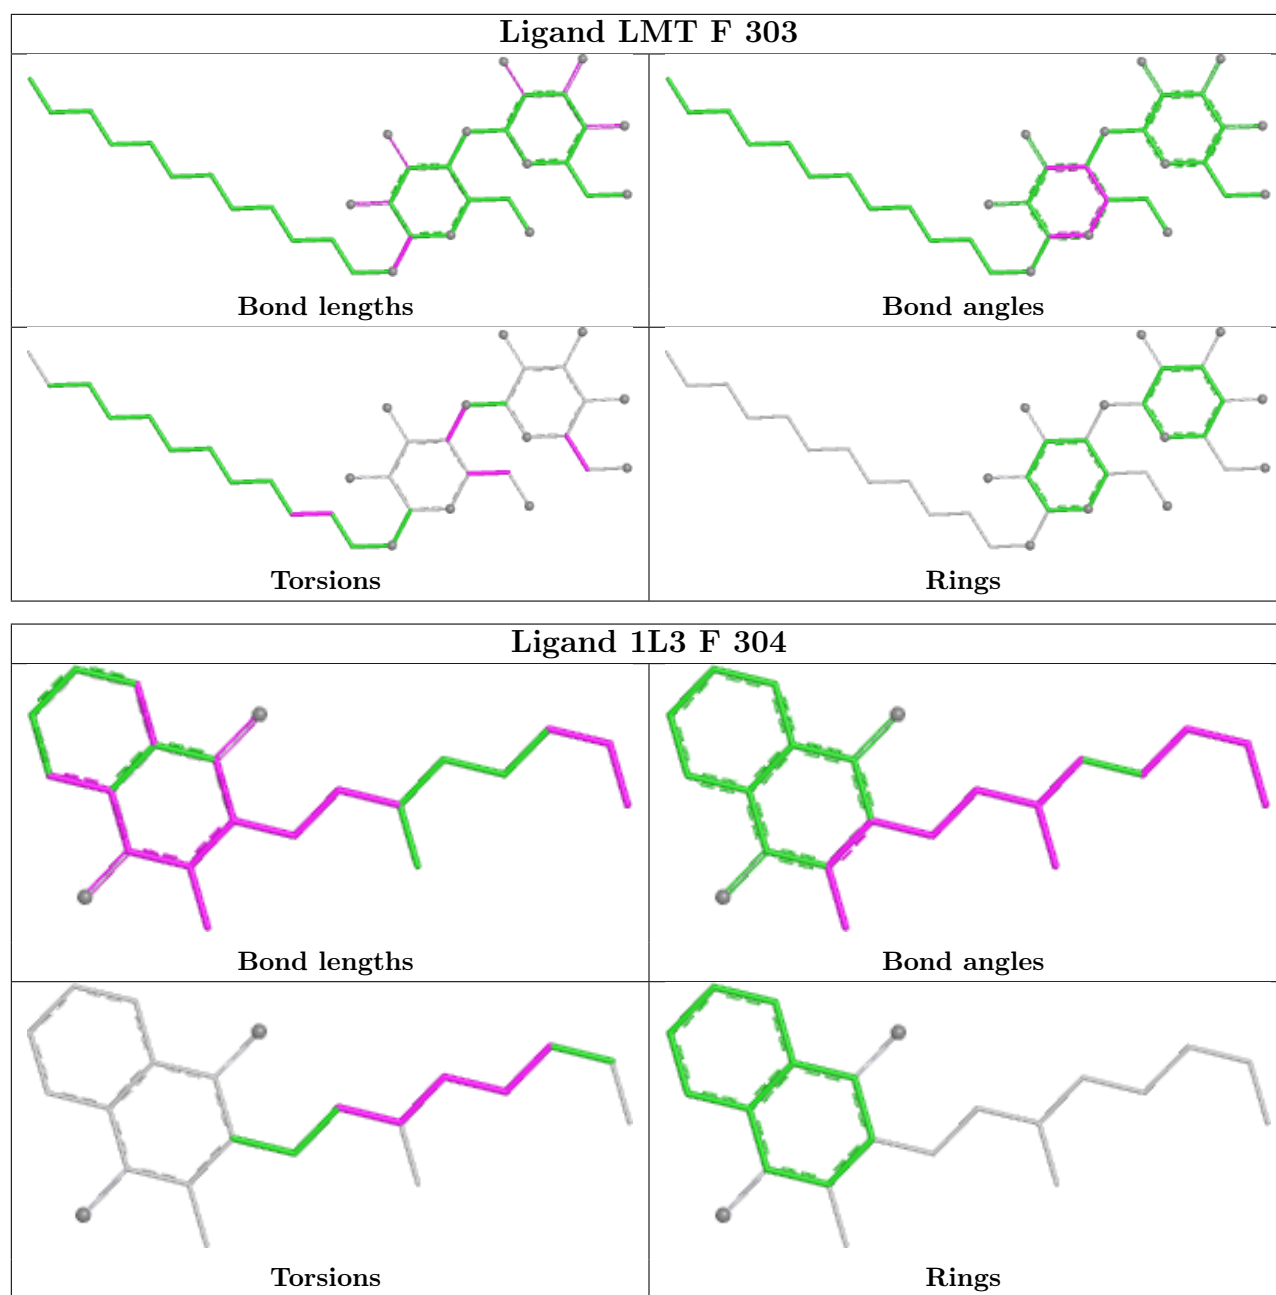 Ligand LMT F 303
Bond lengths
Bond angles
Torsions
Rings
Ligand 1L3 F 304
Bond lengths
Bond angles
Torsions
Rings